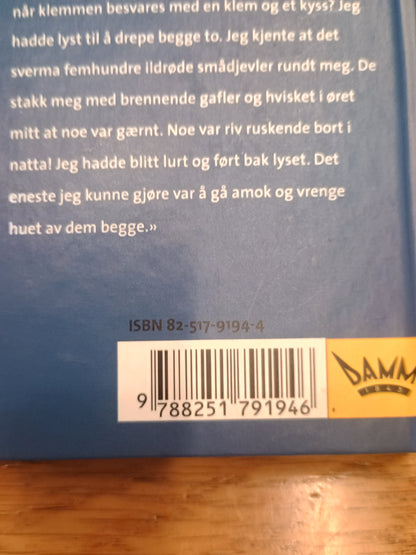 når klemmen besvares med en klem og et kyss? Jeg
hadde lyst til å drepe begge to. Jeg kjente at det
sverma femhundre ildrøde smådjevler rundt meg. De
stakk meg med brennende gafler og hvisket i øret
mitt at noe var gærnt. Noe var riv ruskende bort i
natta! Jeg hadde blitt lurt og ført bak lyset. Det
eneste jeg kunne gjøre var å gå amok og vrenge
huet av dem begge.»
ISBN 82-517-9194-4
9 788251 791946
DAMM
1843